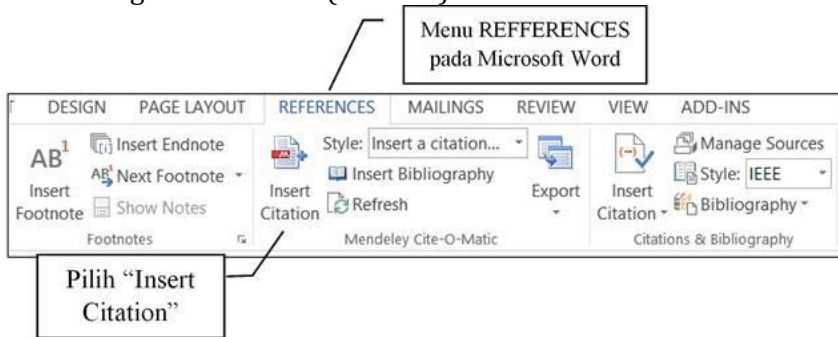 Menu REFFERENCES
pada Microsoft Word
DESIGN PAGE LAYOUT REFERENCES MAILINGS REVIEW VIEW ADD-INS
AB1 Insert Endnote Style: Insert a citation... Manage Sources
AB1 Next Footnote Insert Bibliography Style: IEEE
Insert Footnote Show Notes Insert Citation Refresh Export Insert Citation Bibliography
Footnotes Mendeley Cite-O-Matic Citations & Bibliography
Pilih “Insert
Citation”